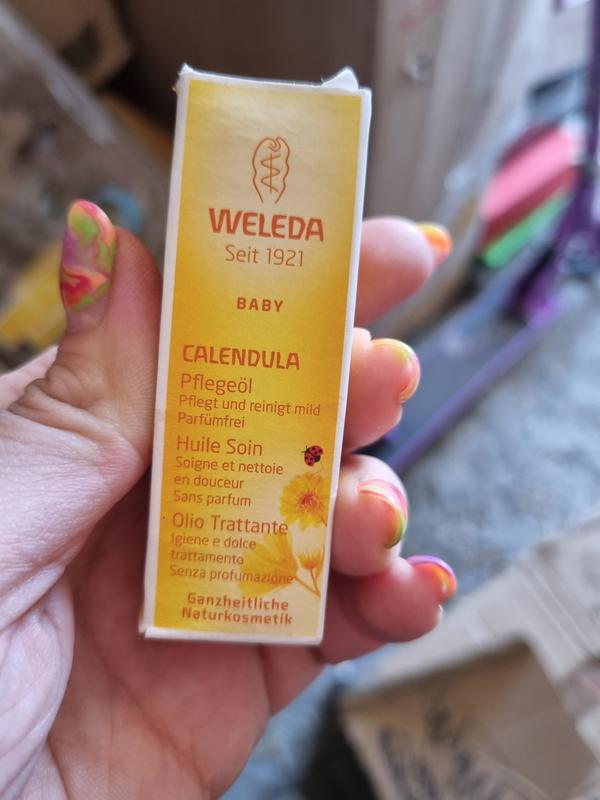 WELEDA
Seit 1921
BABY
CALENDULA
Pflegeöl
Pflegt und reinigt mild
Parfümfrei
Huile Soin
Soigne et nettoie
en douceur
Sans parfum
Olio Trattante
Igiene e dolce
trattamento
Senza profumazione
Ganzheitliche
Naturkosmetik